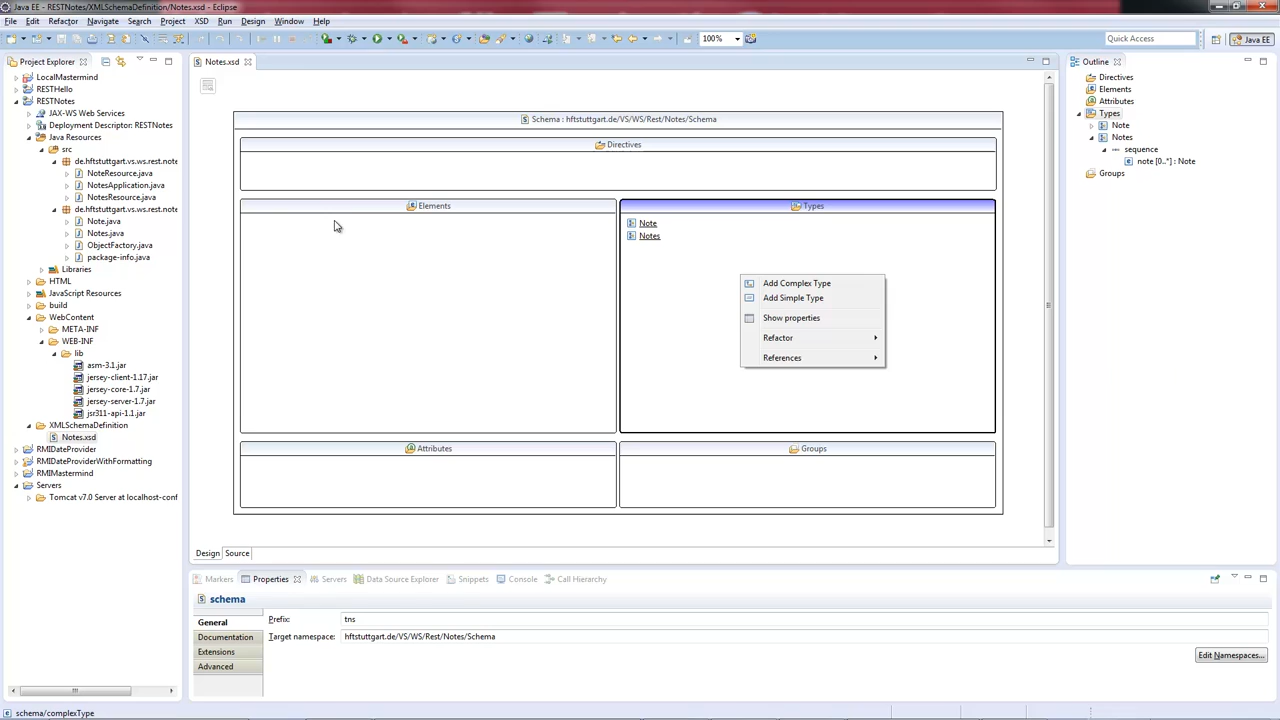 Java EE - RESTNotes/XMLSchemaDefinition/Notes.xsd - Eclipse
File Edit Refactor Navigate Search Project XSD Run Design Window Help
100%
Quick Access
Java EE
Project Explorer
LocalMastermind
RESTHello
RESTNotes
JAX-WS Web Services
Deployment Descriptor: RESTNotes
Java Resources
src
de.hftstuttgart.vs.ws.rest.note
NoteResource.java
NotesApplication.java
NotesResource.java
de.hftstuttgart.vs.ws.rest.note
Note.java
Notes.java
ObjectFactory.java
package-info.java
Libraries
HTML
JavaScript Resources
build
WebContent
META-INF
WEB-INF
lib
asm-3.1.jar
jersey-client-1.17.jar
jersey-core-1.7.jar
jersey-server-1.7.jar
jsr311-api-1.1.jar
XMLSchemaDefinition
Notes.xsd
RMIDateProvider
RMIDateProviderWithFormatting
RMIMastermind
Servers
Tomcat v7.0 Server at localhost-conf
Notes.xsd
Schema : hftstuttgart.de/VS/WS/Rest/Notes/Schema
Directives
Elements
Types
Note
Notes
Add Complex Type
Add Simple Type
Show properties
Refactor
References
Attributes
Groups
Design Source
Outline
Directives
Elements
Attributes
Types
Note
Notes
sequence
note [0..*] : Note
Groups
Markers Properties Servers Data Source Explorer Snippets Console Call Hierarchy
schema
General
Documentation
Extensions
Advanced
Prefix: tns
Target namespace: hftstuttgart.de/VS/WS/Rest/Notes/Schema
Edit Namespaces...
schema/complexType